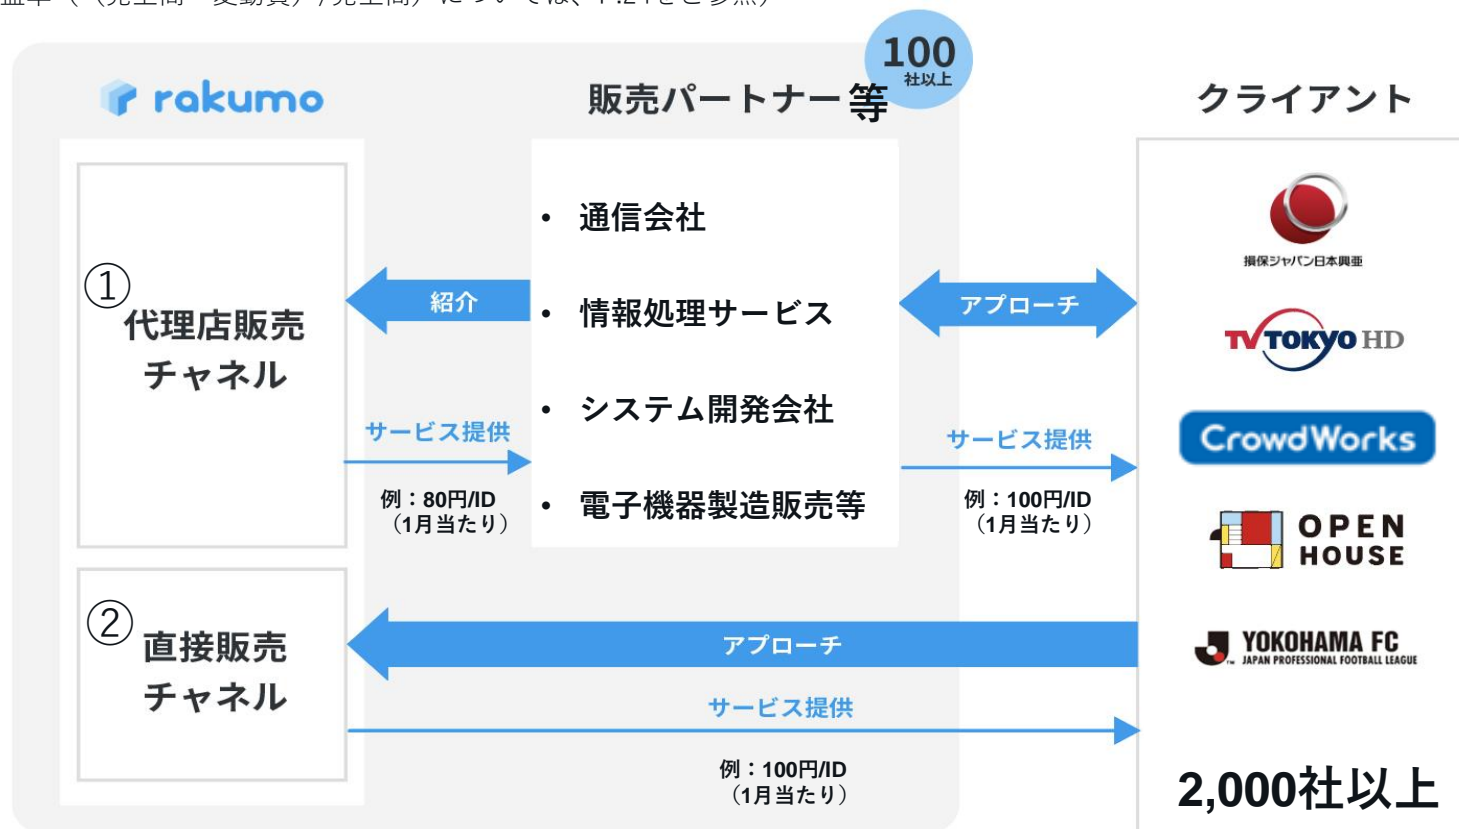 rakumo
販売パートナー等
100
社以上
クライアント
①
代理店販売
チャネル
紹介
サービス提供
例：80円/ID
（1月当たり）
• 通信会社
• 情報処理サービス
• システム開発会社
• 電子機器製造販売等
アプローチ
サービス提供
例：100円/ID
（1月当たり）
②
直接販売
チャネル
アプローチ
サービス提供
例：100円/ID
（1月当たり）
損保ジャパン日本興亜
TV TOKYO HD
CrowdWorks
OPEN
HOUSE
YOKOHAMA FC
JAPAN PROFESSIONAL FOOTBALL LEAGUE
2,000社以上